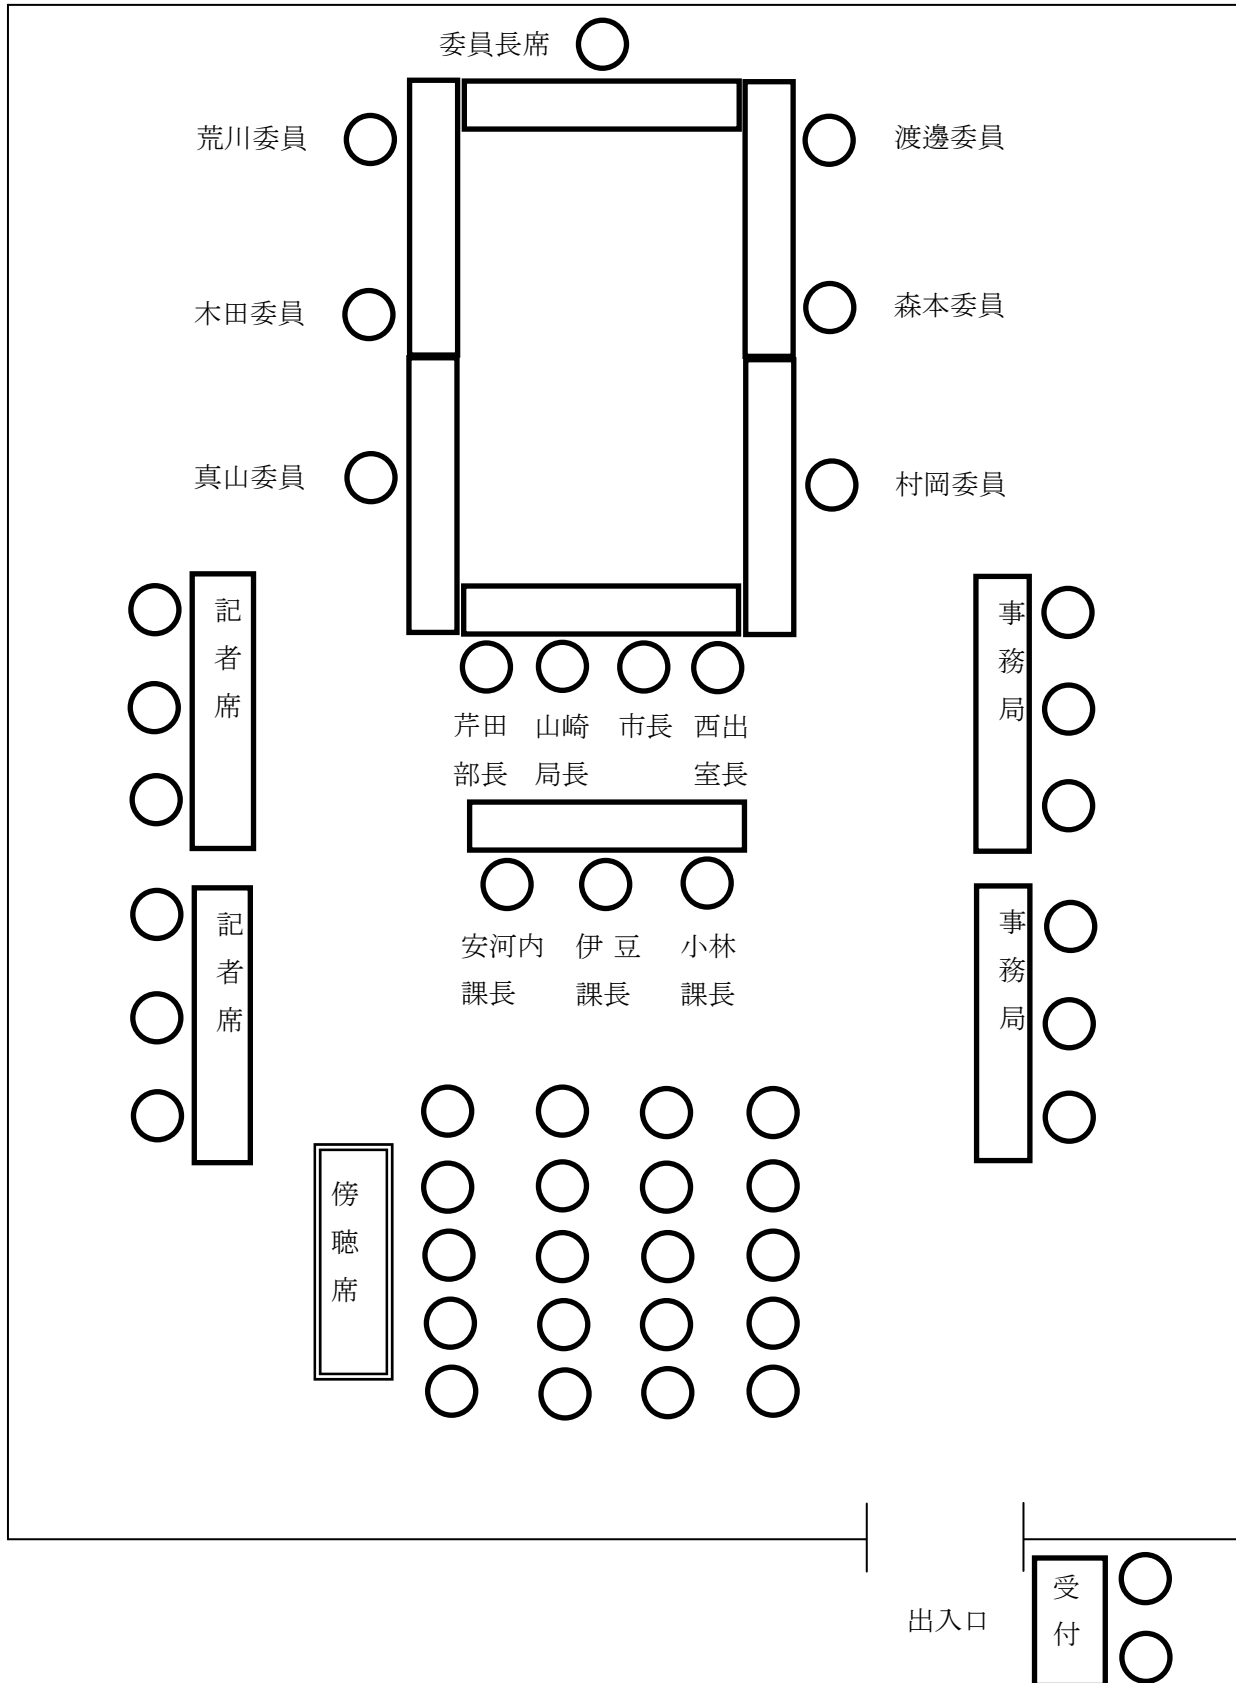 委員長席
荒川委員
渡邊委員
木田委員
森本委員
真山委員
村岡委員
記者席
事務局
芹田部長
山崎局長
市長
西出室長
記者席
事務局
安河内課長
伊豆課長
小林課長
傍聴席
出入口
受付